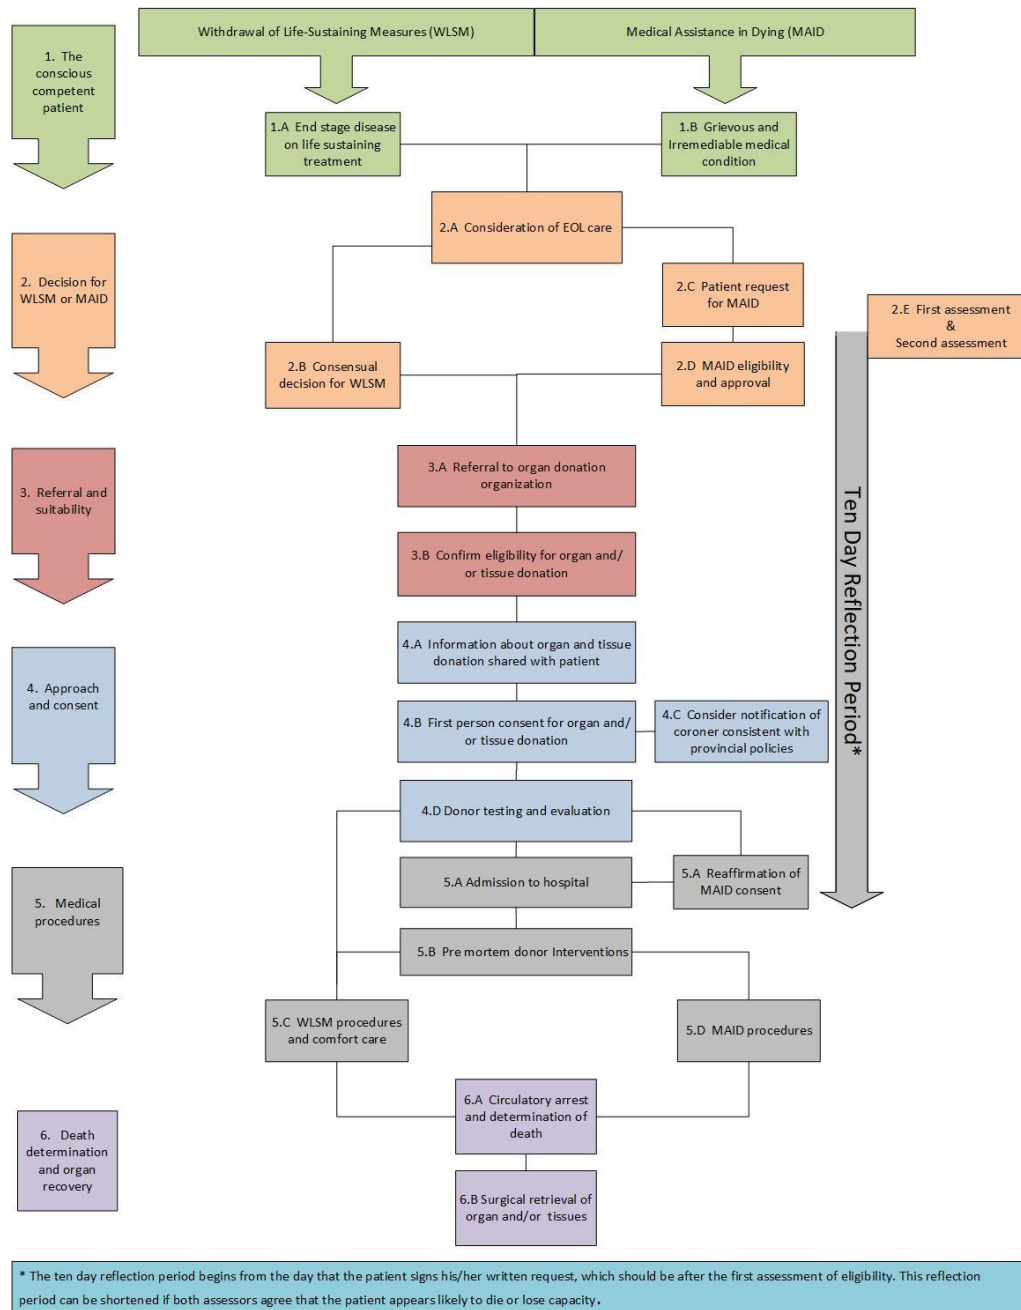 Withdrawal of Life-Sustaining Measures (WLSM)
Medical Assistance in Dying (MAID
1. The
conscious
competent
patient
1.A End stage disease
on life sustaining
treatment
1.B Grievous and
Irremediable medical
condition
2. Decision for
WLSM or MAID
2.A Consideration of EOL care
2.C Patient request
for MAID
2.E First assessment
&
Second assessment
2.B Consensual
decision for WLSM
2.D MAID eligibility
and approval
3. Referral and
suitability
3.A Referral to organ donation
organization
3.B Confirm eligibility for organ and/
or tissue donation
Ten Day Reflection Period*
4. Approach
and consent
4.A Information about organ and tissue
donation shared with patient
4.B First person consent for organ and/
or tissue donation
4.C Consider notification of
coroner consistent with
provincial policies
4.D Donor testing and evaluation
5. Medical
procedures
5.A Admission to hospital
5.A Reaffirmation of
MAID consent
5.B Pre mortem donor Interventions
5.C WLSM procedures
and comfort care
5.D MAID procedures
6. Death
determination
and organ
recovery
6.A Circulatory arrest
and determination of
death
6.B Surgical retrieval of
organ and/or tissues
* The ten day reflection period begins from the day that the patient signs his/her written request, which should be after the first assessment of eligibility. This reflection
period can be shortened if both assessors agree that the patient appears likely to die or lose capacity.